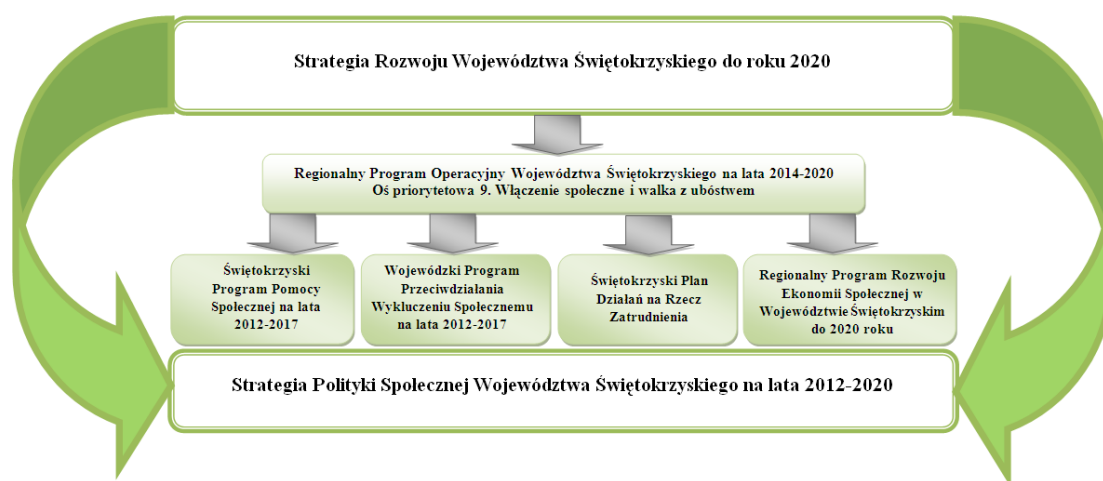 Strategia Rozwoju Województwa Świętokrzyskiego do roku 2020
Regionalny Program Operacyjny Województwa Świętokrzyskiego na lata 2014-2020
Oś priorytetowa 9. Włączenie społeczne i walka z ubóstwem
Świętokrzyski
Program Pomocy
Społecznej na lata
2012-2017
Wojewódzki Program
Przeciwdziałania
Wykluczeniu Społecznemu
na lata 2012-2017
Świętokrzyski Plan
Działań na Rzecz
Zatrudnienia
Regionalny Program Rozwoju
Ekonomii Społecznej w
Województwie Świętokrzyskim
do 2020 roku
Strategia Polityki Społecznej Województwa Świętokrzyskiego na lata 2012-2020